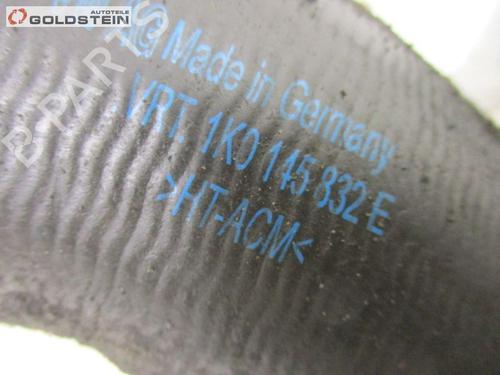 AUTOTEILE
GOLDSTEIN
Made in Germany
VRT. 1K0 145 832 E
>HT-ACM<